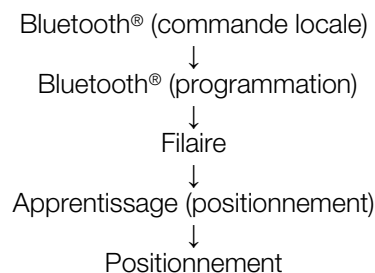 Bluetooth® (commande locale)
↓
Bluetooth® (programmation)
↓
Filaire
↓
Apprentissage (positionnement)
↓
Positionnement